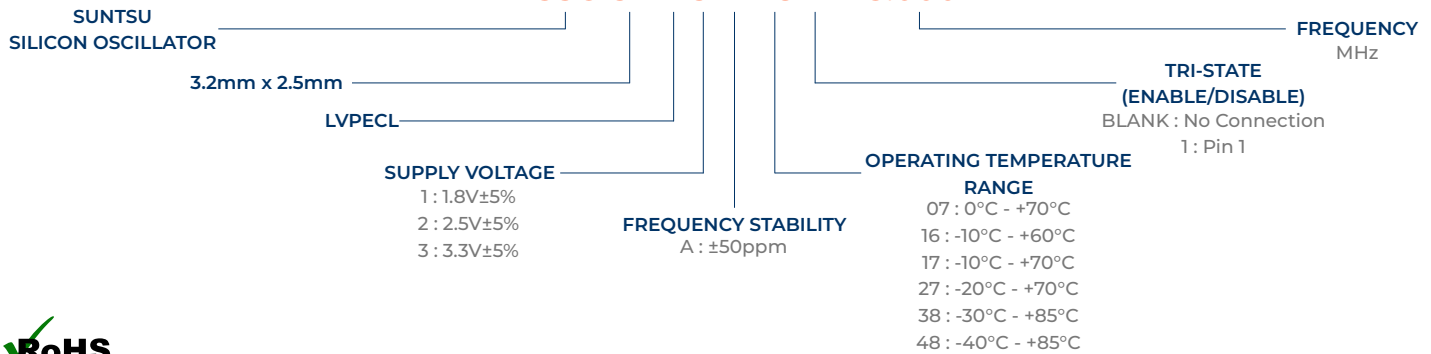 SUNTSU
SILICON OSCILLATOR
3.2mm x 2.5mm
LVPECL
SUPPLY VOLTAGE
1 : 1.8V±5%
2 : 2.5V±5%
3 : 3.3V±5%
FREQUENCY STABILITY
A : ±50ppm
OPERATING TEMPERATURE
RANGE
07 : 0°C - +70°C
16 : -10°C - +60°C
17 : -10°C - +70°C
27 : -20°C - +70°C
38 : -30°C - +85°C
48 : -40°C - +85°C
TRI-STATE
(ENABLE/DISABLE)
BLANK : No Connection
1 : Pin 1
FREQUENCY
MHz
RoHS